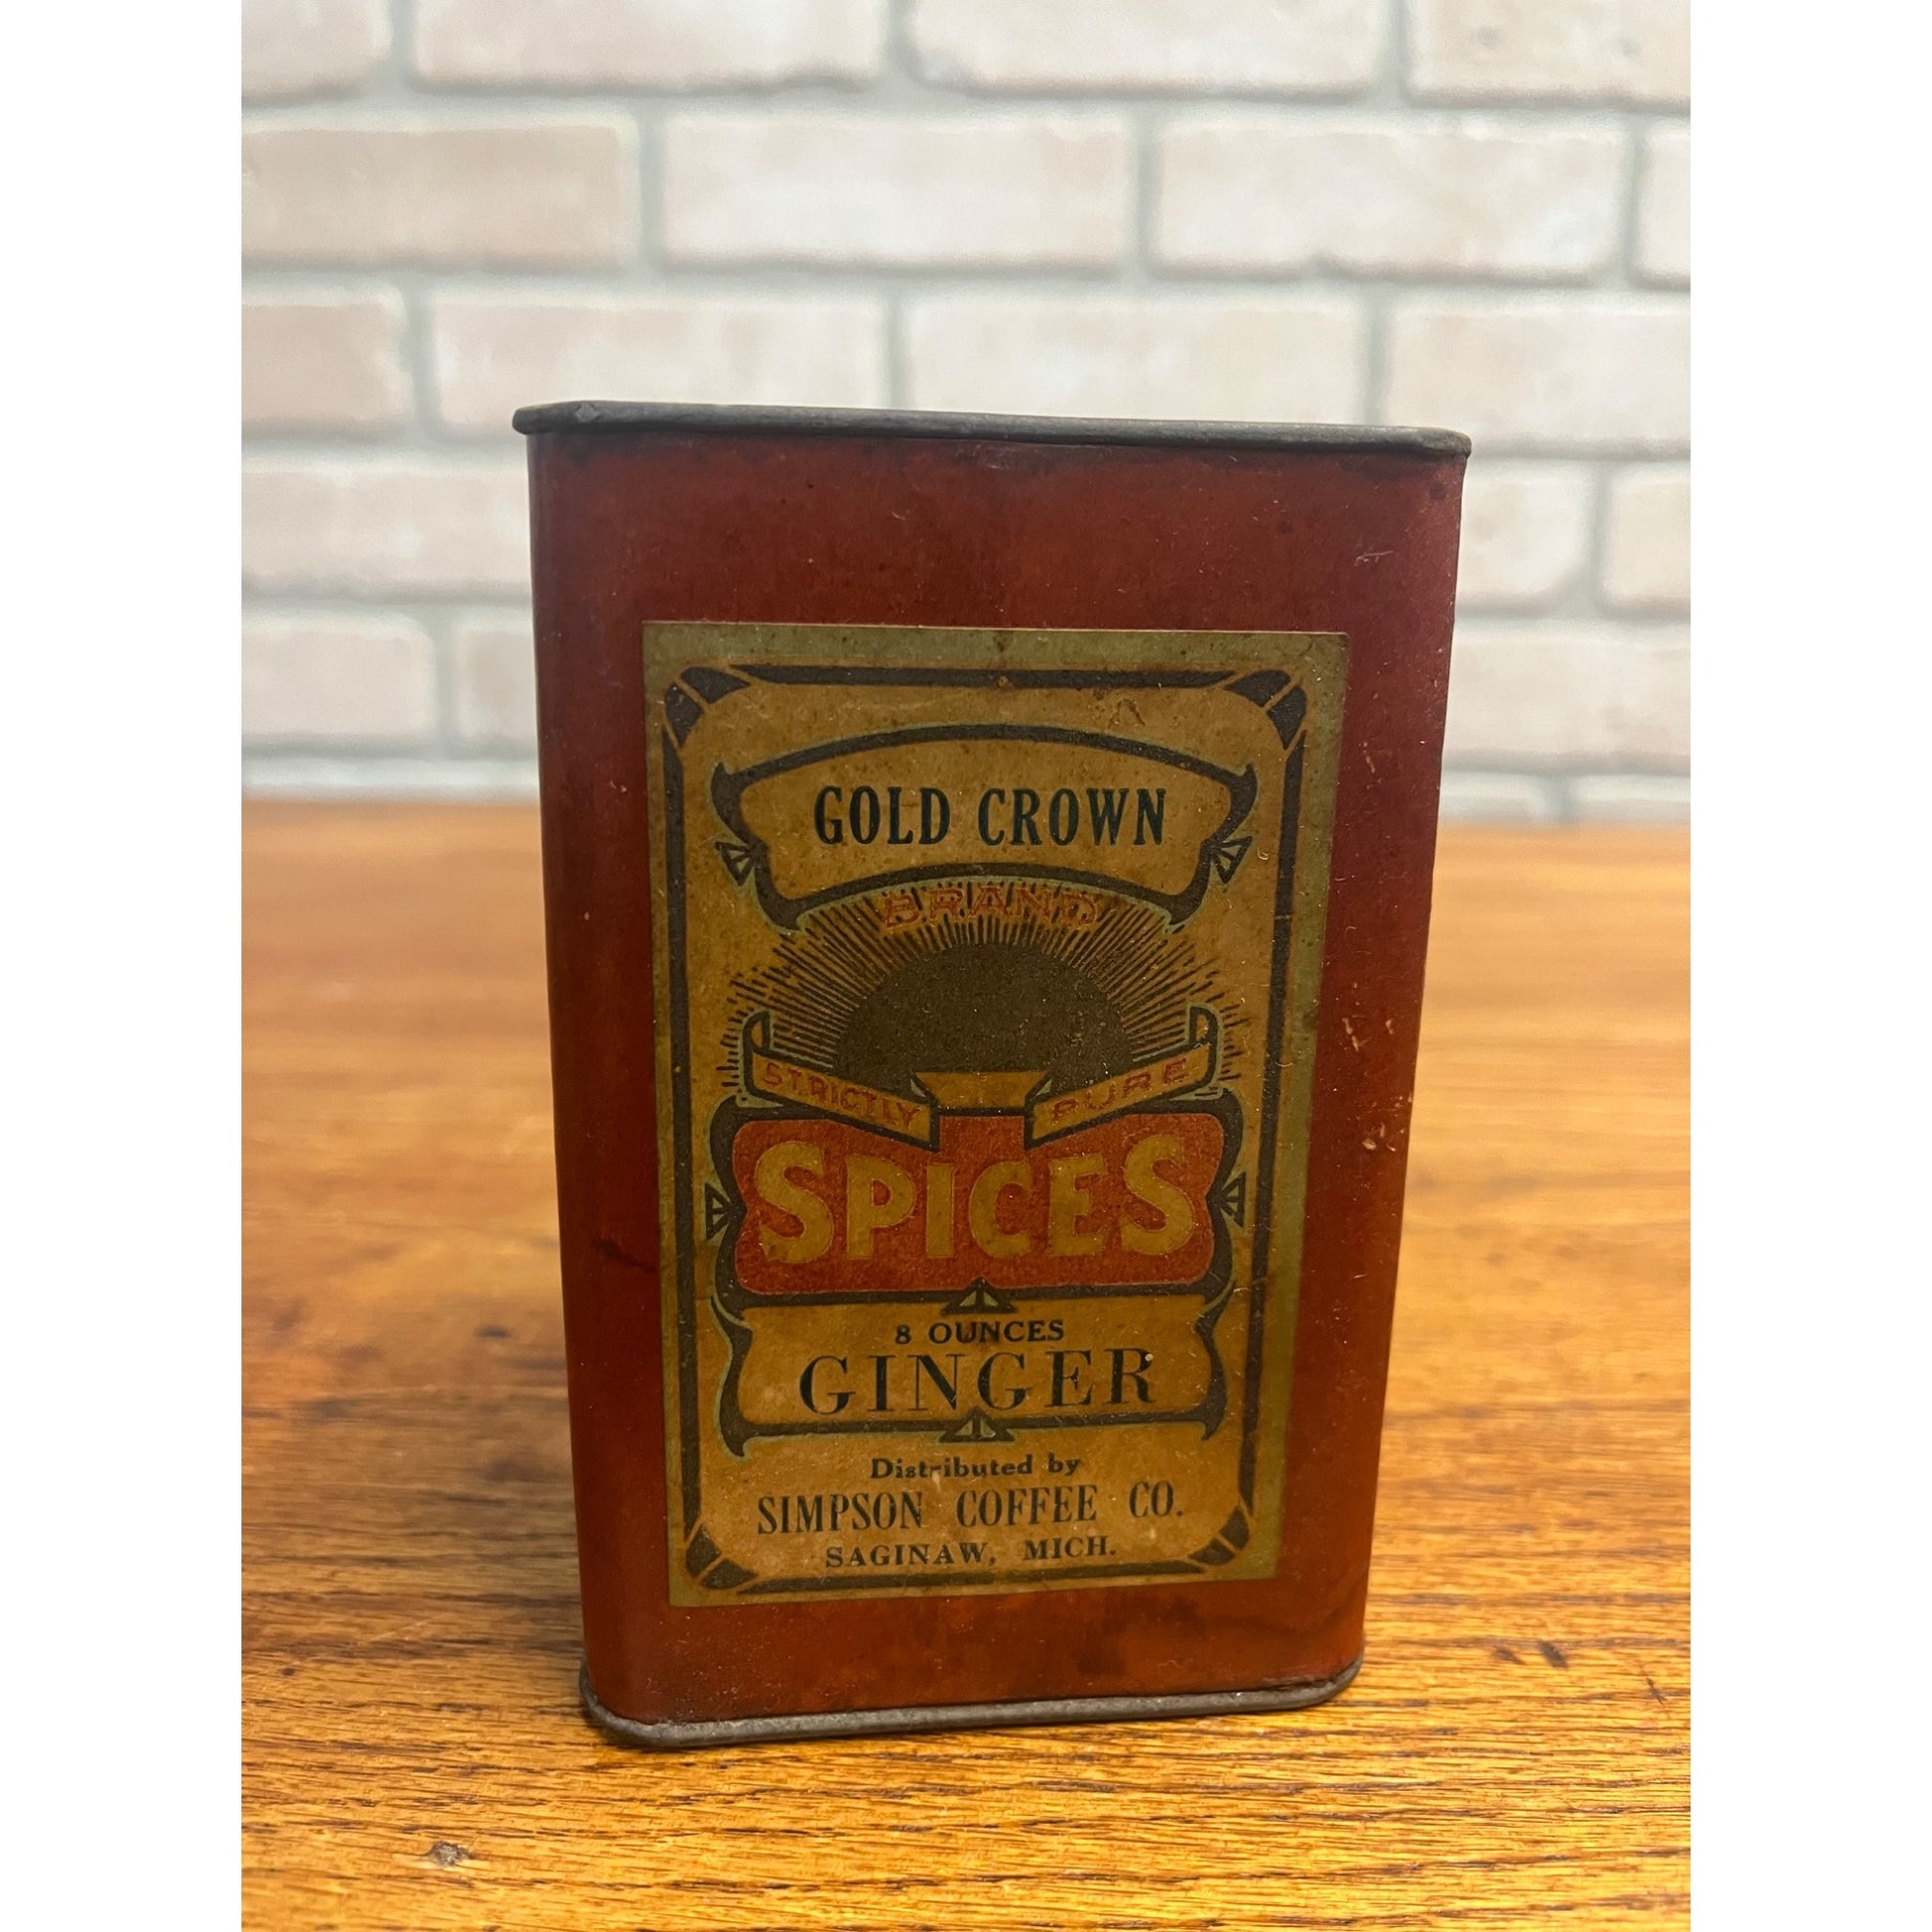 GOLD CROWN
BRAND
STRICTLY PURE
SPICES
8 OUNCES
GINGER
Distributed by
SIMPSON COFFEE CO.
SAGINAW, MICH.